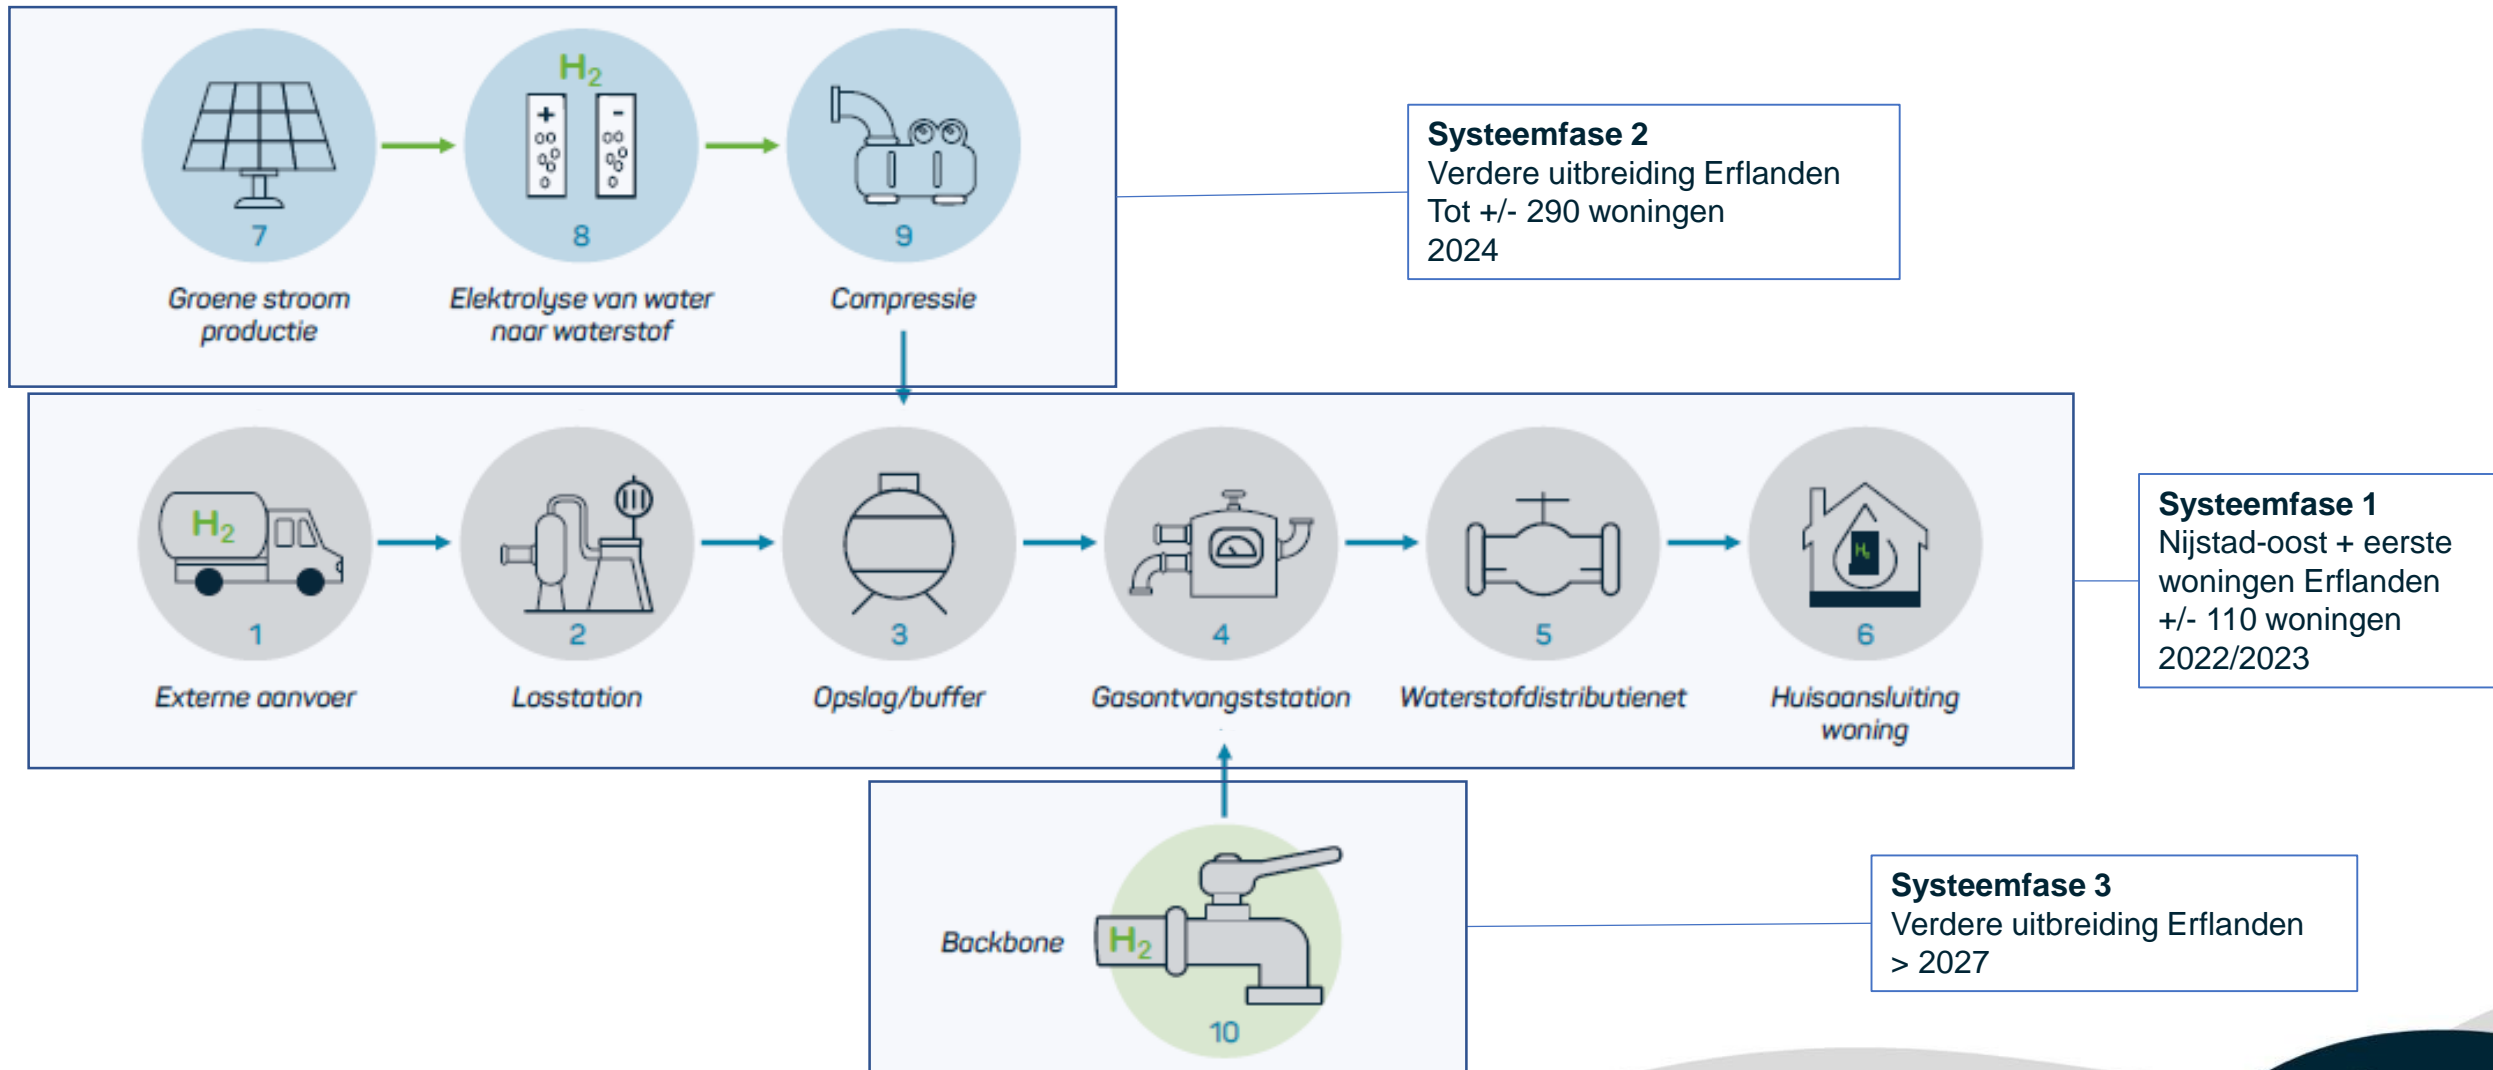 H₂
+
-
7
8
9
Groene stroom
productie
Elektrolyse van water
naar waterstof
Compressie
Systeemfase 2
Verdere uitbreiding Erflanden
Tot +/- 290 woningen
2024
H₂
H₂
1
2
3
4
5
6
Externe aanvoer
Losstation
Opslag/buffer
Gasontvangststation
Waterstofdistributienet
Huisaansluiting
woning
Systeemfase 1
Nijstad-oost + eerste
woningen Erflanden
+/- 110 woningen
2022/2023
Backbone
H₂
10
Systeemfase 3
Verdere uitbreiding Erflanden
> 2027